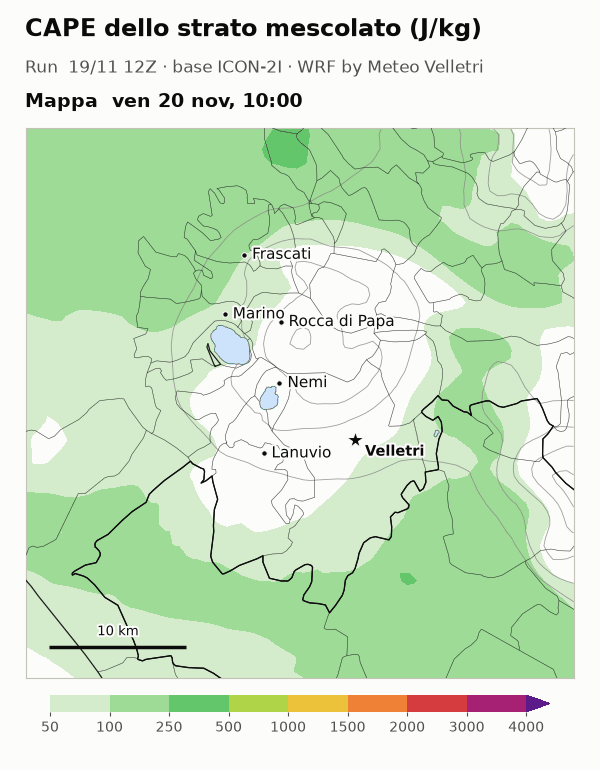 CAPE dello strato mescolato (J/kg)
Run  19/11 12Z · base ICON-2I · WRF by Meteo Velletri
Mappa  ven 20 nov, 10:00
Frascati
Marino
Rocca di Papa
Nemi
Velletri
Lanuvio
10 km
50 100 250 500 1000 1500 2000 3000 4000